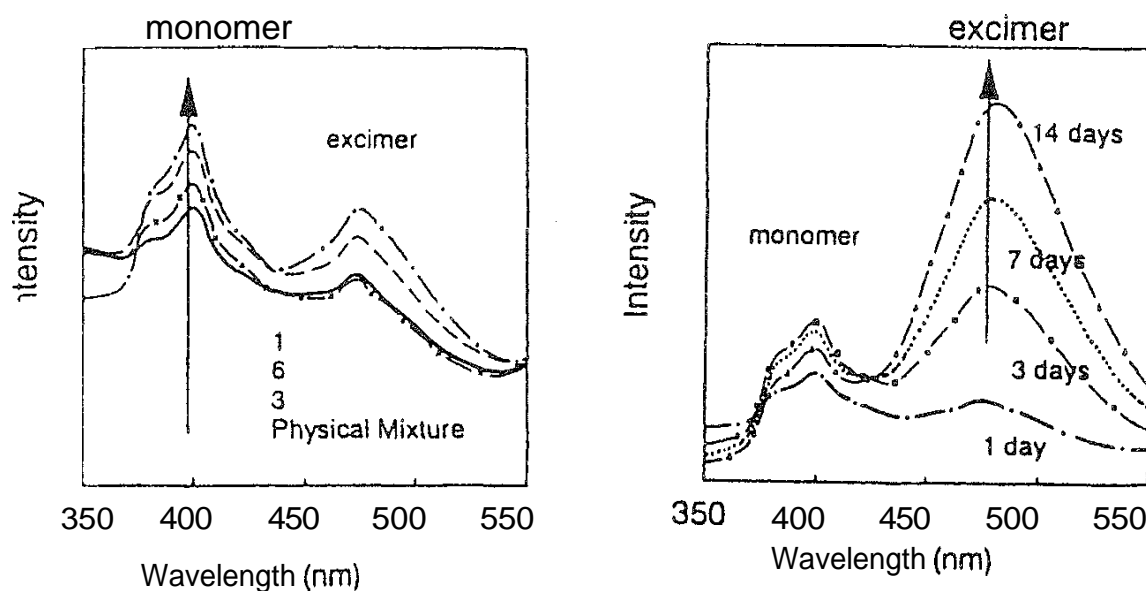 monomer
excimer
Intensity
1
6
3
Physical Mixture
350 400 450 500 550
Wavelength (nm)
excimer
14 days
monomer
7 days
3 days
1 day
Intensity
350 400 450 500 550
Wavelength (nm)